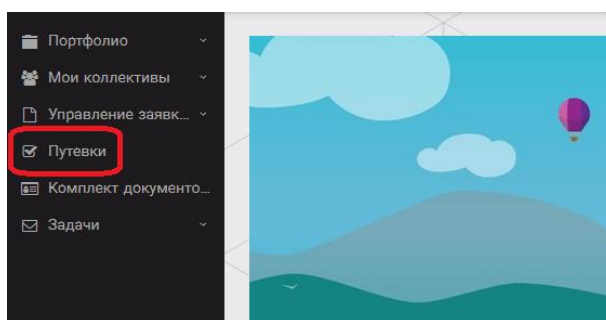 Портфолио
Мои коллективы
Управление заявк...
Путевки
Комплект документо...
Задачи